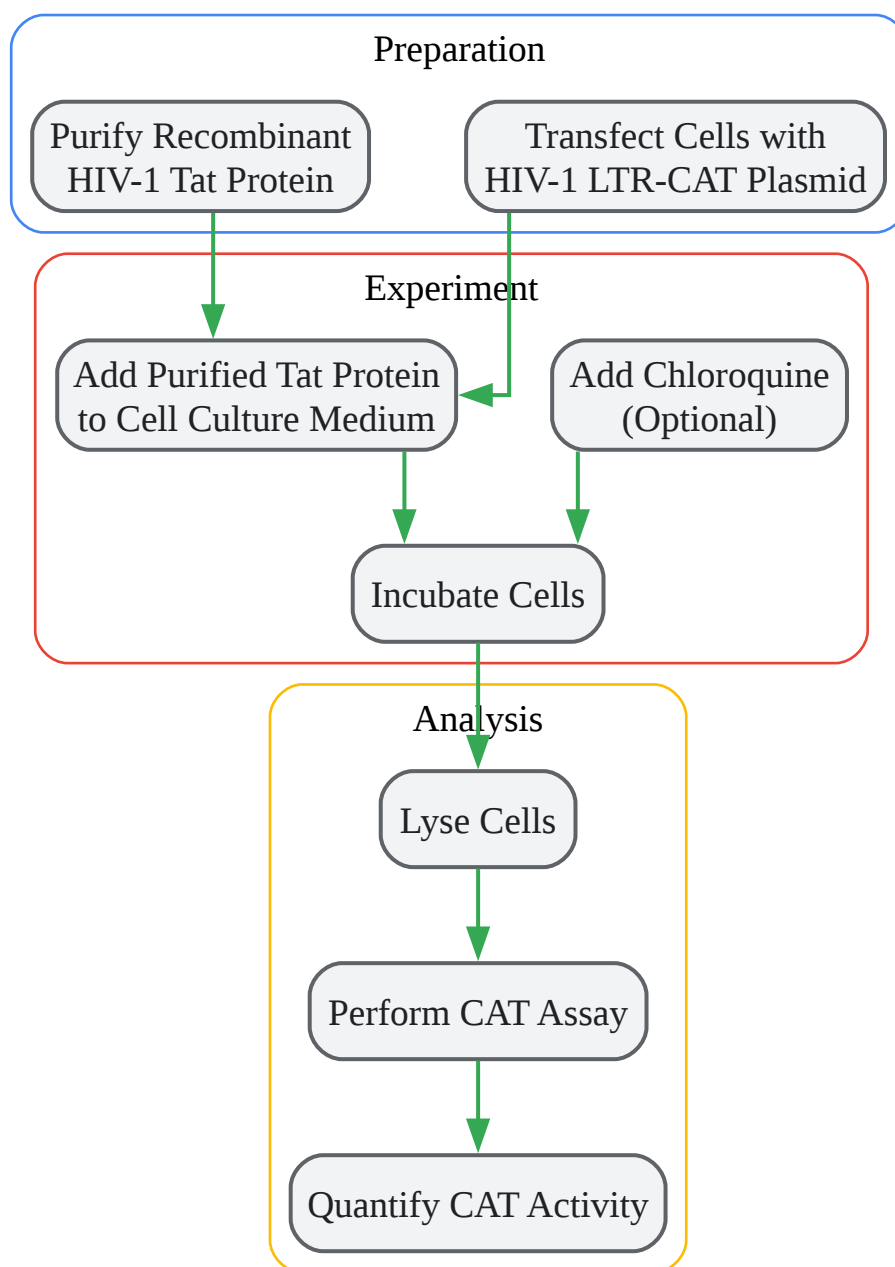 Preparation
Purify Recombinant
HIV-1 Tat Protein
Transfect Cells with
HIV-1 LTR-CAT Plasmid
Experiment
Add Purified Tat Protein
to Cell Culture Medium
Add Chloroquine
(Optional)
Incubate Cells
Analysis
Lyse Cells
Perform CAT Assay
Quantify CAT Activity